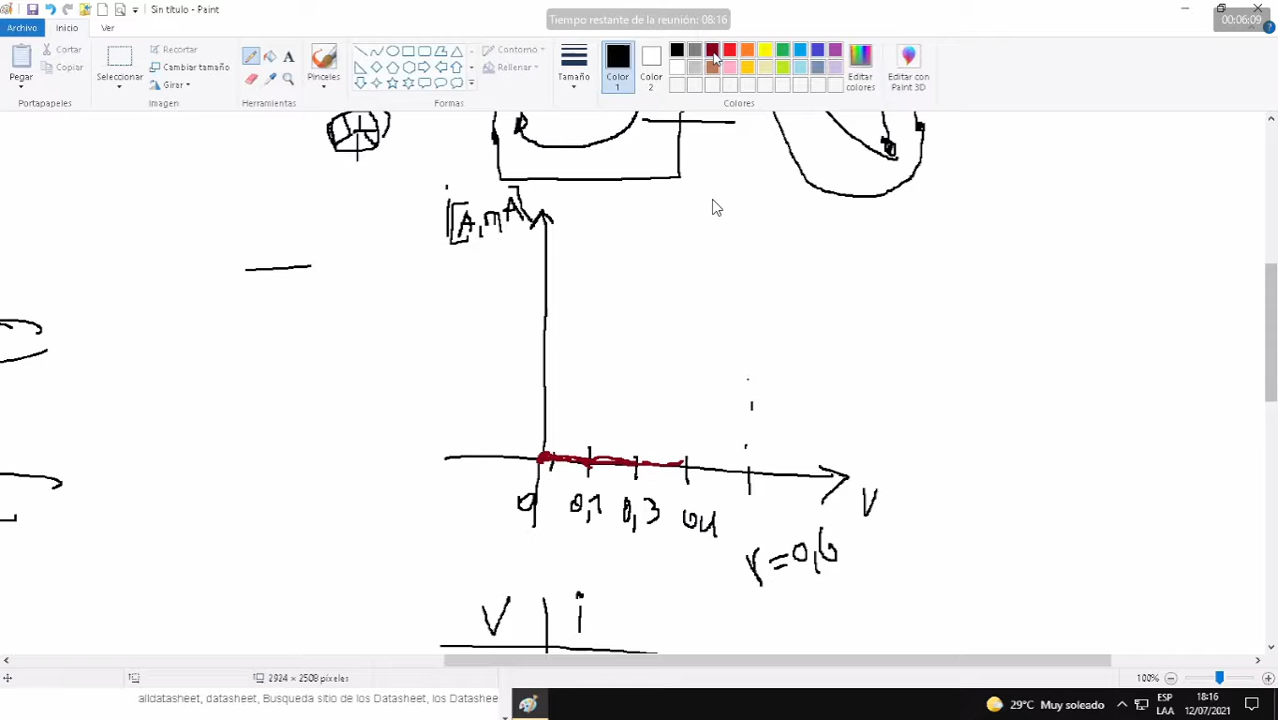 Sin título - Paint
Tiempo restante de la reunión: 08:16
00:06:09
Archivo
Inicio
Ver
Pegar
Cortar
Copiar
Portapapeles
Seleccionar
Recortar
Cambiar tamaño
Girar
Imagen
A
Herramientas
Pinceles
Contorno
Rellenar
Formas
Tamaño
Color 1
Color 2
Colores
Editar colores
Editar con Paint 3D
i[A,mA]
0 0,1 0,3 0,4
V
V=0,6
V i
2924 × 2508 píxeles
100%
alldatasheet, datasheet, Busqueda sitio de los Datasheet, los Datashee
29°C Muy soleado
ESP
LAA
18:16
12/07/2021